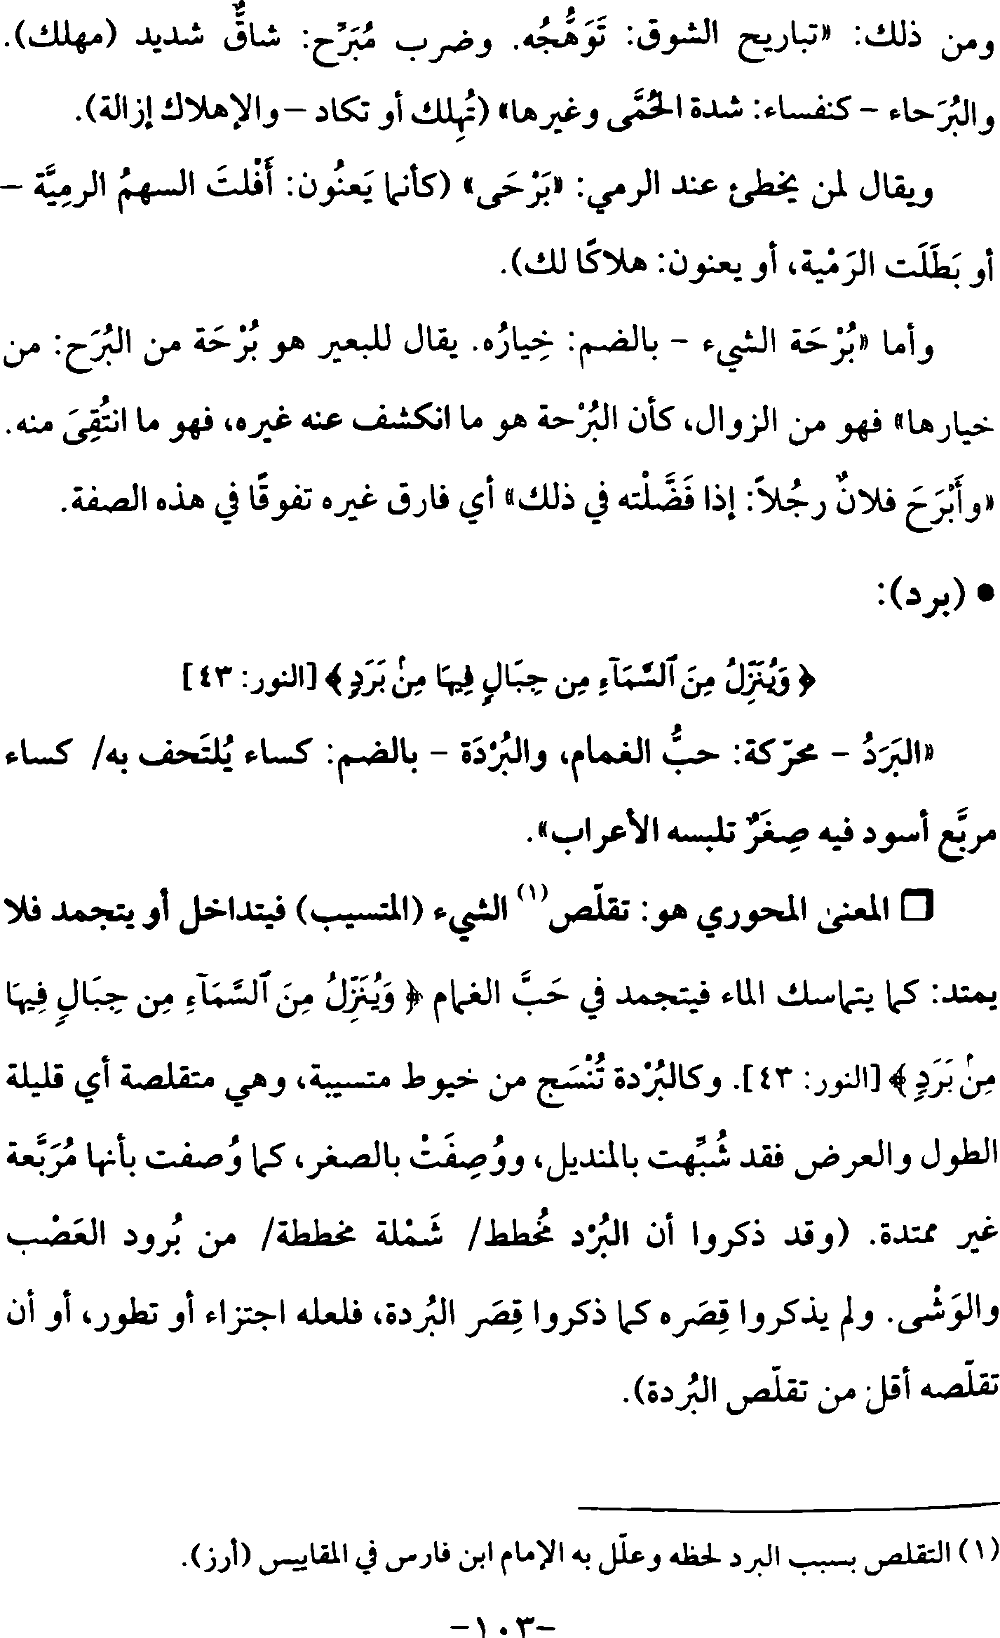 ومن ذلك: «تباريح الشوق: تَوَهُّجُه. وضرب مُبَرِّح: شاقٌّ شديد (مهلك).
والبُرَحاء – كنفساء: شدة الحُمَّى وغيرها» (تُهِلك أو تكاد – والإهلاك إزالة).
ويقال لمن يخطئ عند الرمي: «بَرْحَى» (كأنما يَعنُون: أَفْلتَ السهمُ الرمِيَّة –
أو بَطَلَت الرَمْية، أو يعنون: هلاكًا لك).
وأما «بُرْحَة الشيء – بالضم: خِيارُه. يقال للبعير هو بُرْحَة من البُرَح: من
خيارها» فهو من الزوال، كأن البُرْحة هو ما انكشف عنه غيره، فهو ما انتُقِىَ منه.
«وأَبْرَحَ فلانٌ رجُلاً: إذا فَضَّلْته في ذلك» أي فارق غيره تفوقًا في هذه الصفة.
• (برد):
﴿ وَيُنَزِّلُ مِنَ ٱلسَّمَآءِ مِن جِبَالٍ فِيهَا مِنۢ بَرَدٍ ﴾ [النور: ٤٣]
«البَرَدُ – محرّكة: حبُّ الغمام، والبُرْدَة – بالضم: كساء يُلتَحف به/ كساء
مربَّع أسود فيه صِغَرٌ تلبسه الأعراب».
❒ المعنى المحوري هو: تقلّص(١) الشيء (المتسيب) فيتداخل أو يتجمد فلا
يمتد: كما يتماسك الماء فيتجمد في حَبَّ الغمام ﴿ وَيُنَزِّلُ مِنَ ٱلسَّمَآءِ مِن جِبَالٍ فِيهَا
مِنۢ بَرَدٍ ﴾ [النور: ٤٣]. وكالبُرْدة تُنْسَج من خيوط متسيبة، وهي متقلصة أي قليلة
الطول والعرض فقد شُبِّهت بالمنديل، ووُصِفَتْ بالصغر، كما وُصفت بأنها مُرَبَّعة
غير ممتدة. (وقد ذكروا أن البُرْد مُخطط/ شَمْلة مخططة/ من بُرود العَصْب
والوَشْى. ولم يذكروا قِصَره كما ذكروا قِصَر البُردة، فلعله اجتزاء أو تطور، أو أن
تقلّصه أقل من تقلّص البُردة).
(١) التقلص بسبب البرد لحظه وعلّل به الإمام ابن فارس في المقاييس (أرز).
-١٠٣-